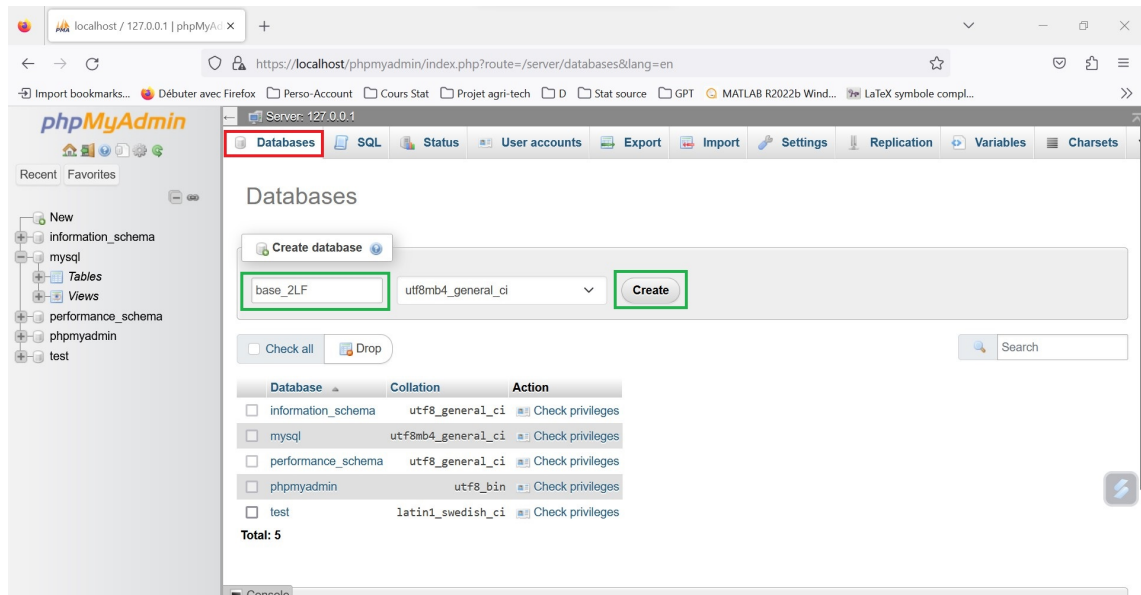 localhost / 127.0.0.1 | phpMyAd
https://localhost/phpmyadmin/index.php?route=/server/databases&lang=en
Import bookmarks... Débuter avec Firefox Perso-Account Cours Stat Projet agri-tech D Stat source GPT MATLAB R2022b Wind... LaTeX symbole compl...
phpMyAdmin
Recent Favorites
New
information_schema
mysql
Tables
Views
performance_schema
phpmyadmin
test
Server: 127.0.0.1
Databases SQL Status User accounts Export Import Settings Replication Variables Charsets
Databases
Create database
base_2LF utf8mb4_general_ci Create
Check all Drop Search
Database Collation Action
information_schema utf8_general_ci Check privileges
mysql utf8mb4_general_ci Check privileges
performance_schema utf8_general_ci Check privileges
phpmyadmin utf8_bin Check privileges
test latin1_swedish_ci Check privileges
Total: 5
Console